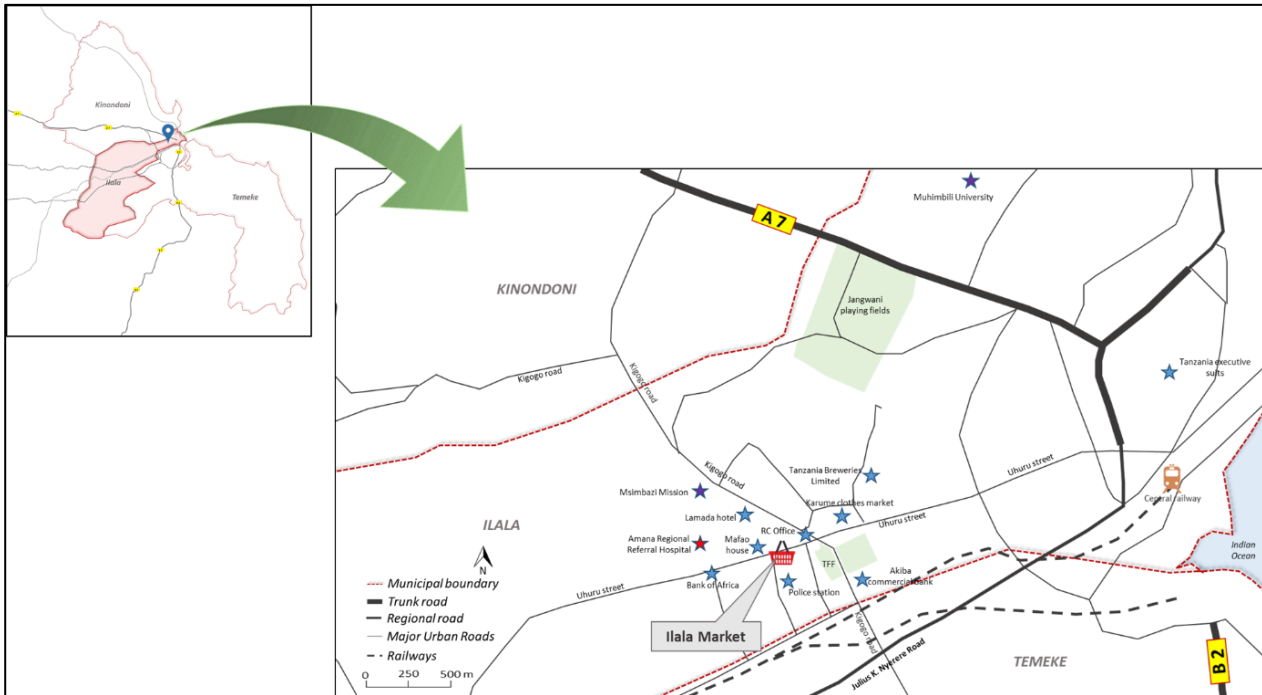 Kinondoni
Ilala
Temeke
A 7
Muhimbili University
KINONDONI
Jangwani
playing fields
Tanzania executive
suits
Kigogo road
Kigogo road
Kigogo road
Uhuru street
Tanzania Breweries
Limited
Msimbazi Mission
Karume clothes market
Central railway
Lamada hotel
Uhuru street
RC Office
ILALA
Amana Regional
Referral Hospital
Mafao
house
Indian
Ocean
N
TFF
Akiba
commercial bank
Bank of Africa
Police station
Uhuru street
Municipal boundary
Trunk road
Regional road
Major Urban Roads
Railways
Kigogo road
Ilala Market
Julius K. Nyerere Road
TEMEKE
B 2
0 250 500 m